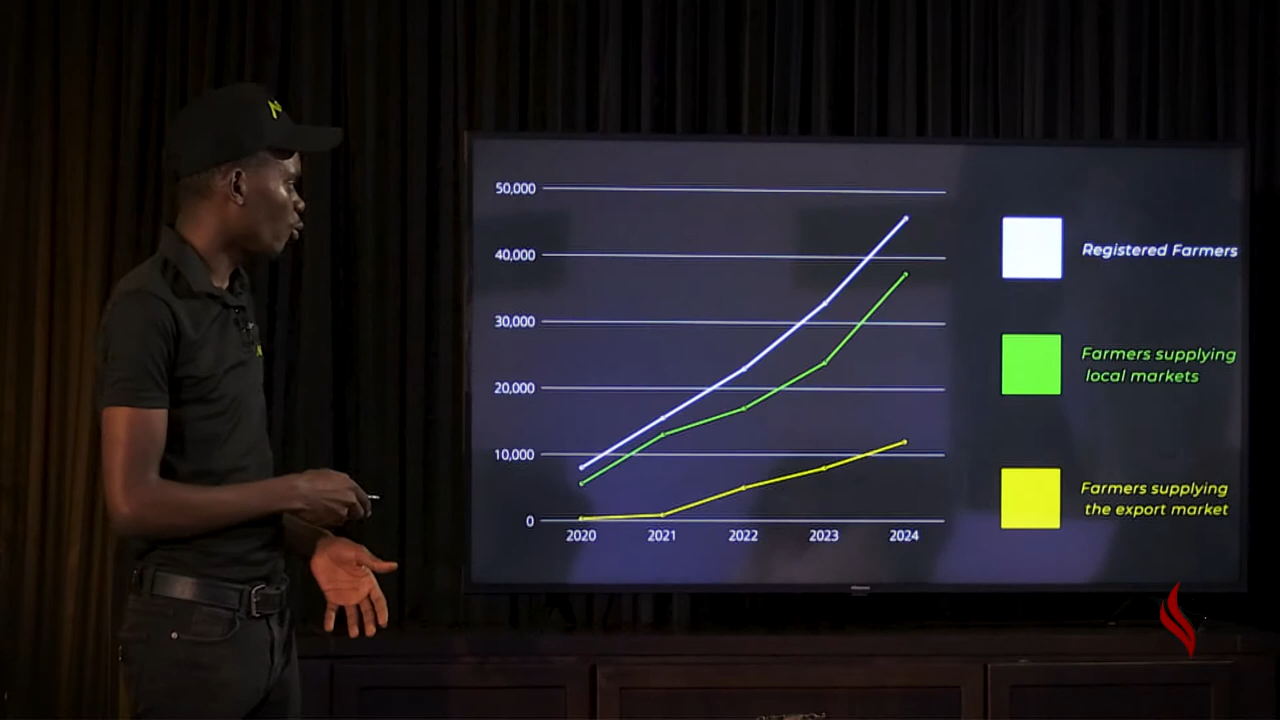 50,000
40,000
30,000
20,000
10,000
0
2020 2021 2022 2023 2024
Registered Farmers
Farmers supplying
local markets
Farmers supplying
the export market